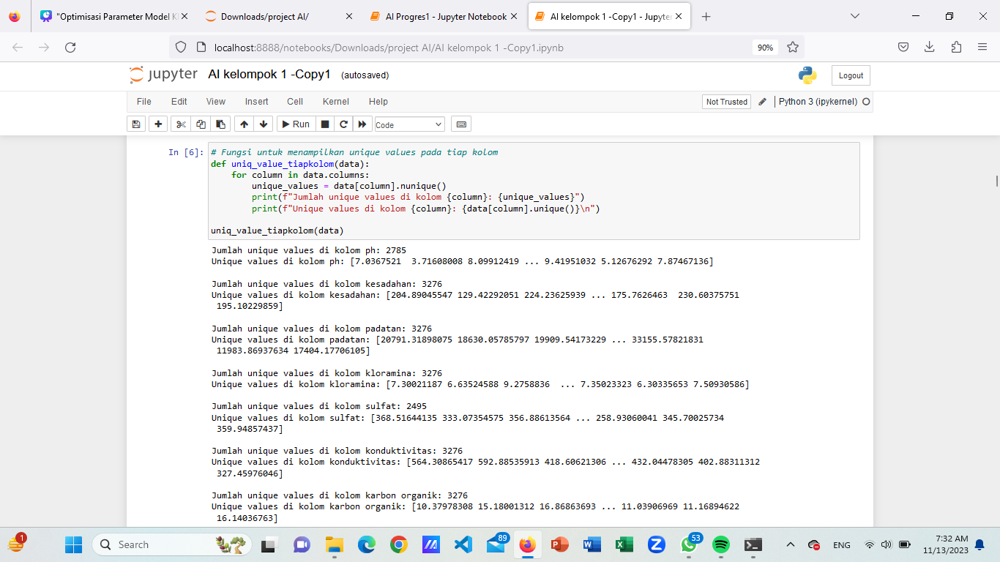 "Optimisasi Parameter Model K
Downloads/project AI/
AI Progres1 - Jupyter Notebook
AI kelompok 1 -Copy1 - Jupyter
localhost:8888/notebooks/Downloads/project AI/AI kelompok 1 -Copy1.ipynb
90%
jupyter AI kelompok 1 -Copy1 (autosaved)
Logout
File Edit View Insert Cell Kernel Help
Not Trusted
Python 3 (ipykernel)
Run
Code
In [6]: # Fungsi untuk menampilkan unique values pada tiap kolom
def uniq_value_tiapkolom(data):
    for column in data.columns:
        unique_values = data[column].nunique()
        print(f"Jumlah unique values di kolom {column}: {unique_values}")
        print(f"Unique values di kolom {column}: {data[column].unique()}\n")
uniq_value_tiapkolom(data)
Jumlah unique values di kolom ph: 2785
Unique values di kolom ph: [7.0367521  3.71608008 8.09912419 ... 9.41951032 5.12676292 7.87467136]
Jumlah unique values di kolom kesadahan: 3276
Unique values di kolom kesadahan: [204.89045547 129.42292051 224.23625939 ... 175.7626463  230.60375751
 195.10229859]
Jumlah unique values di kolom padatan: 3276
Unique values di kolom padatan: [20791.31898075 18630.05785797 19909.54173229 ... 33155.57821831
 11983.86937634 17404.17706105]
Jumlah unique values di kolom kloramina: 3276
Unique values di kolom kloramina: [7.30021187 6.63524588 9.2758836  ... 7.35023323 6.30335653 7.50930586]
Jumlah unique values di kolom sulfat: 2495
Unique values di kolom sulfat: [368.51644135 333.07354575 356.88613564 ... 258.93060041 345.70025734
 359.94857437]
Jumlah unique values di kolom konduktivitas: 3276
Unique values di kolom konduktivitas: [564.30865417 592.88535913 418.60621306 ... 432.04478305 402.88311312
 327.45976046]
Jumlah unique values di kolom karbon organik: 3276
Unique values di kolom karbon organik: [10.37978308 15.18001312 16.86863693 ... 11.03906969 11.16894622
 16.14036763]
1
Search
89
53
ENG
7:32 AM
11/13/2023